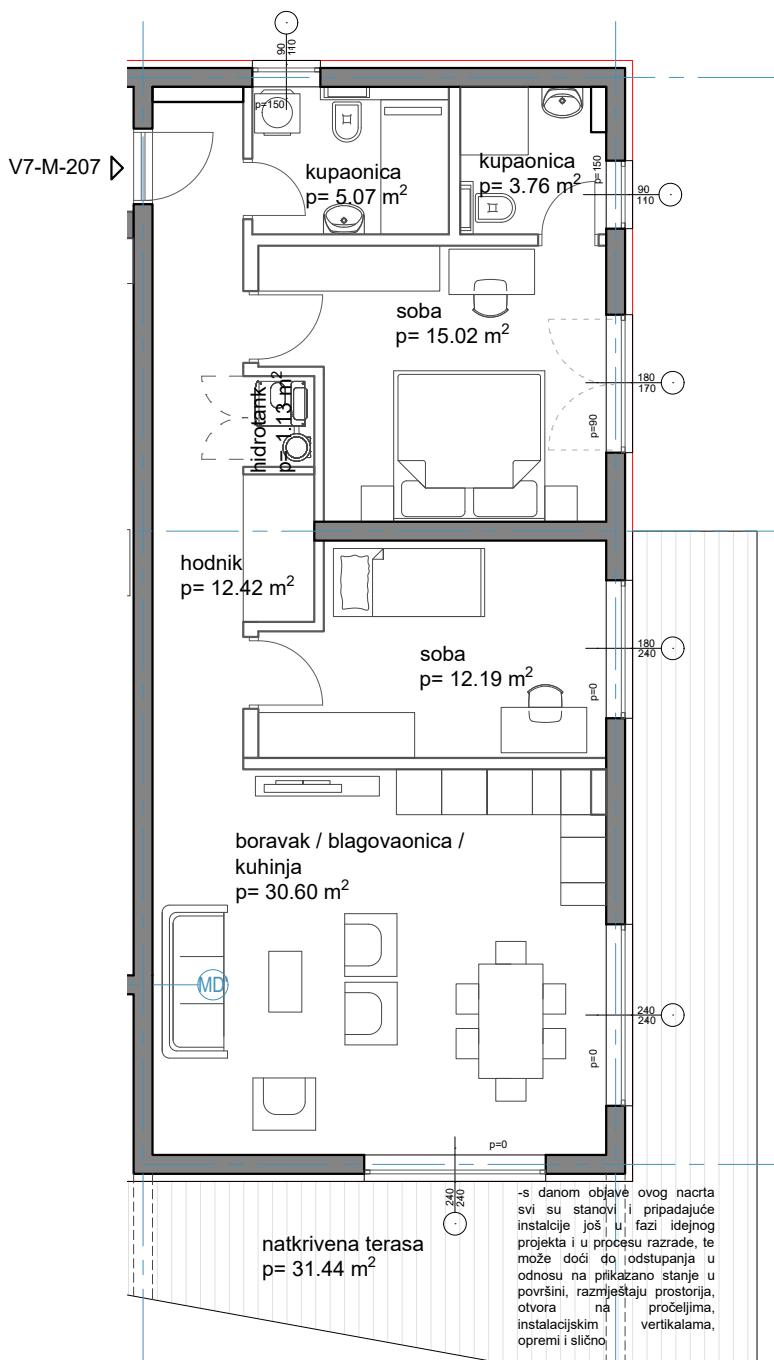 90
110
p=150
V7-M-207
kupaonica
p= 5.07 m²
kupaonica
p= 3.76 m²
p=150
90
110
soba
p= 15.02 m²
180
170
p=90
hidrotank
p= 1.13 m²
hodnik
p= 12.42 m²
soba
p= 12.19 m²
180
240
p=0
boravak / blagovaonica /
kuhinja
p= 30.60 m²
MD
240
240
p=0
p=0
240
240
natkrivena terasa
p= 31.44 m²
-s danom objave ovog nacrta
svi su stanovi i pripadajuće
instalcije još u fazi idejnog
projekta i u procesu razrade, te
može doći do odstupanja u
odnosu na prikazano stanje u
površini, razmještaju prostorija,
otvora na pročeljima,
instalacijskim vertikalama,
opremi i slično